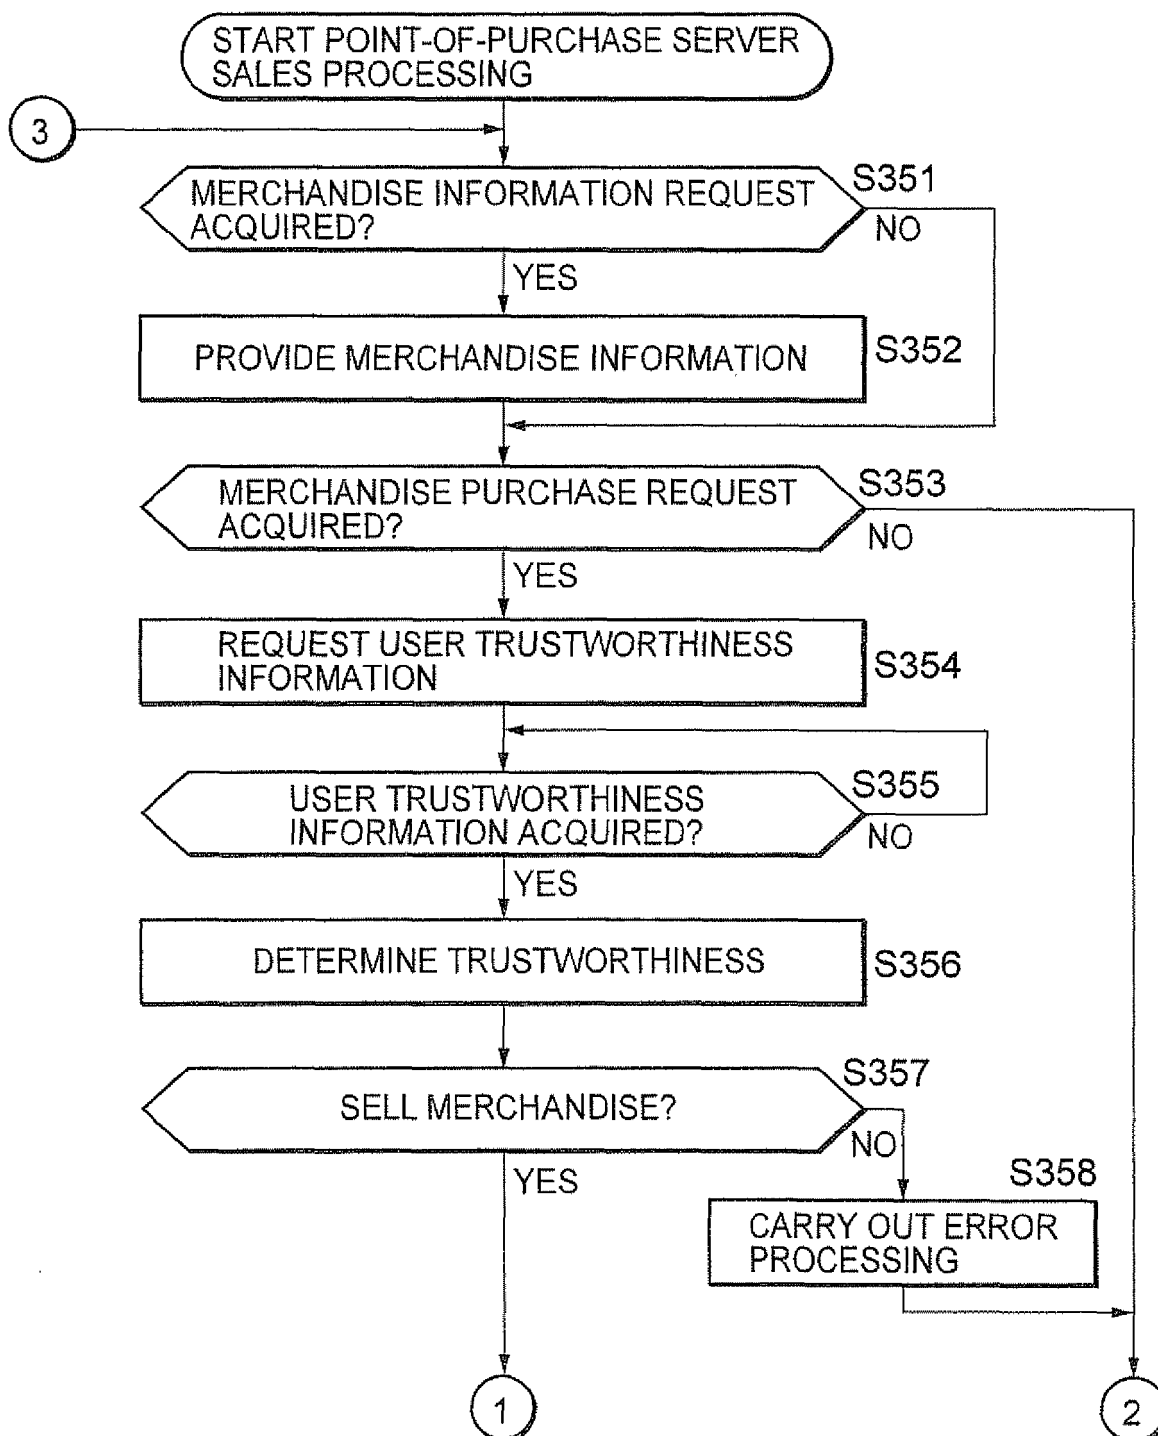 START POINT-OF-PURCHASE SERVER
SALES PROCESSING
3
MERCHANDISE INFORMATION REQUEST
ACQUIRED?
S351
NO
YES
PROVIDE MERCHANDISE INFORMATION
S352
MERCHANDISE PURCHASE REQUEST
ACQUIRED?
S353
NO
YES
REQUEST USER TRUSTWORTHINESS
INFORMATION
S354
USER TRUSTWORTHINESS
INFORMATION ACQUIRED?
S355
NO
YES
DETERMINE TRUSTWORTHINESS
S356
SELL MERCHANDISE?
S357
NO
YES
S358
CARRY OUT ERROR
PROCESSING
1
2